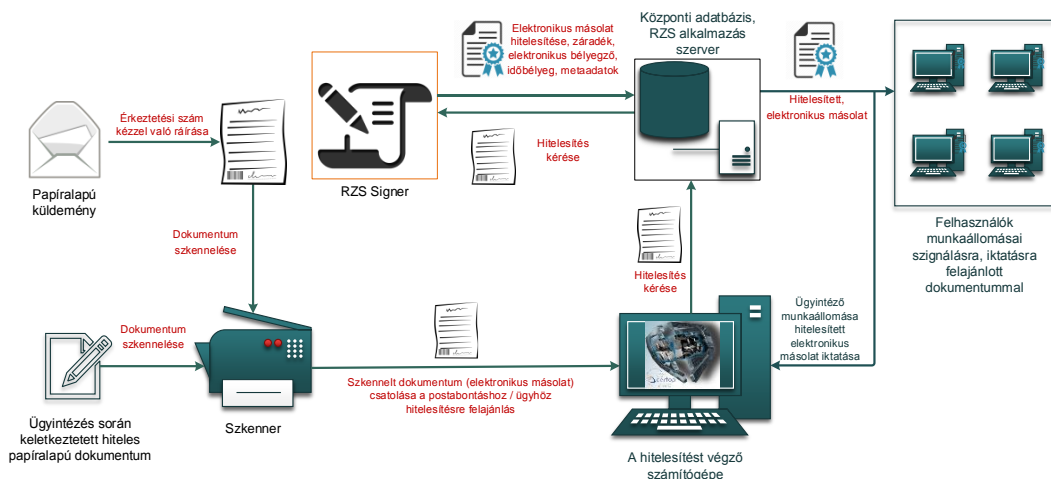 Elektronikus másolat
hitelesítése, záradék,
elektronikus bélyegző,
időbélyeg, metaadatok
Központi adatbázis,
RZS alkalmazás
szerver
Hitelesített,
elektronikus másolat
Érkeztetési szám
kézzel való ráírása
Papíralapú
küldemény
RZS Signer
Hitelesítés
kérése
Felhasználók
munkaállomásai
szignálásra, iktatásra
felajánlott
dokumentummal
Dokumentum
szkennelése
Hitelesítés
kérése
Ügyintéző
munkaállomása
hitelesített
elektronikus
másolat iktatása
Dokumentum
szkennelése
Szkennelt dokumentum (elektronikus másolat)
csatolása a postabontáshoz / ügyhöz
hitelesítésre felajánlás
Ügyintézés során
keletkeztetett hiteles
papíralapú dokumentum
Szkenner
A hitelesítést végző
számítógépe